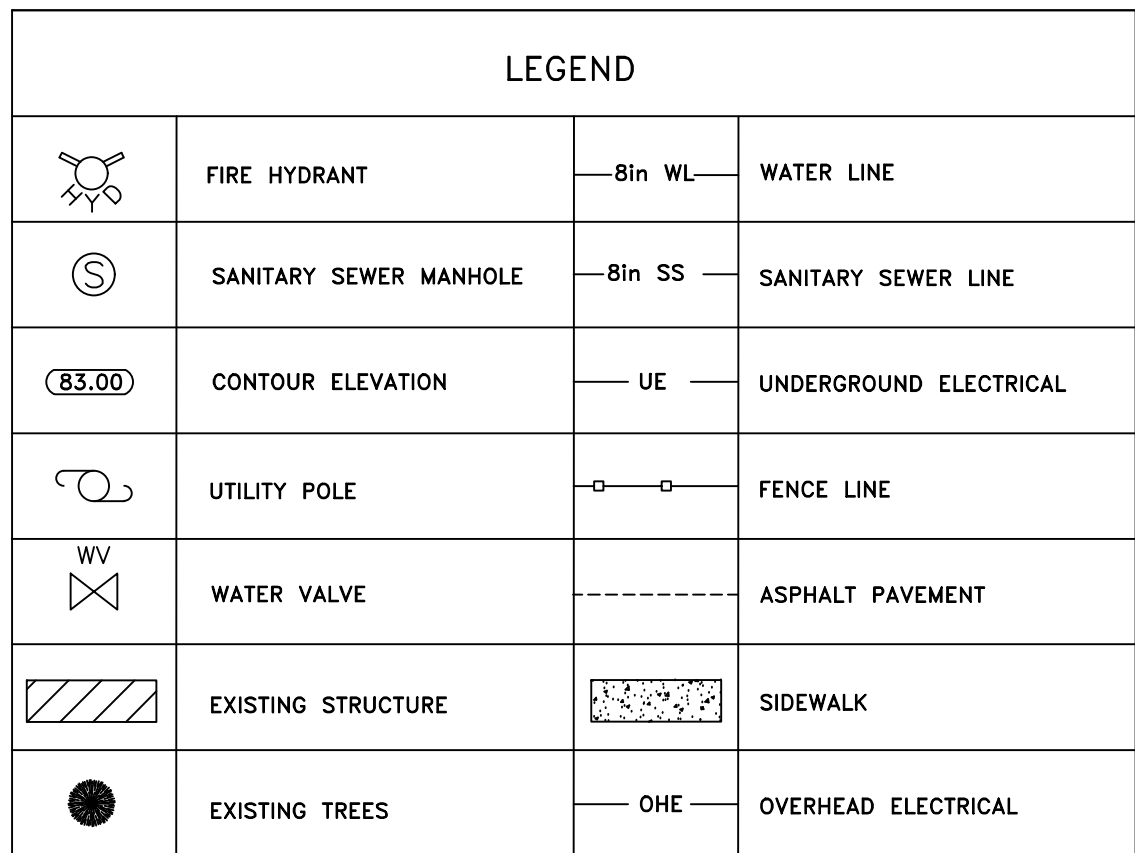 LEGEND
HYD FIRE HYDRANT 8in WL WATER LINE
S SANITARY SEWER MANHOLE 8in SS SANITARY SEWER LINE
83.00 CONTOUR ELEVATION UE UNDERGROUND ELECTRICAL
UTILITY POLE FENCE LINE
WV
WATER VALVE ASPHALT PAVEMENT
EXISTING STRUCTURE SIDEWALK
EXISTING TREES OHE OVERHEAD ELECTRICAL